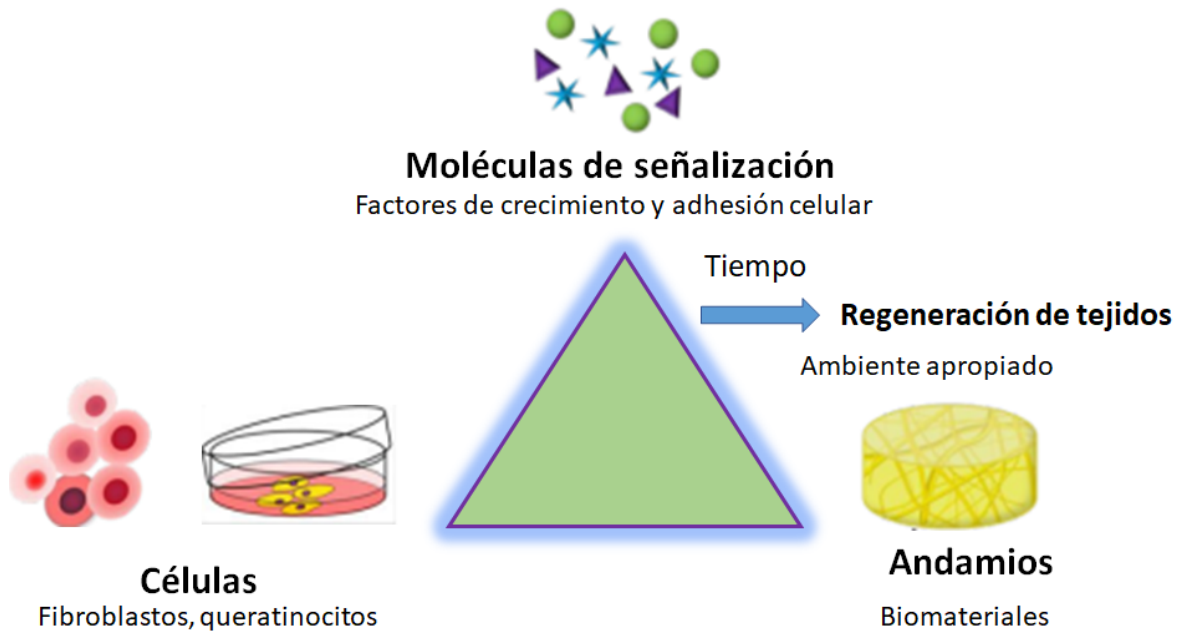 Moléculas de señalización
Factores de crecimiento y adhesión celular
Tiempo
Regeneración de tejidos
Ambiente apropiado
Células
Fibroblastos, queratinocitos
Andamios
Biomateriales